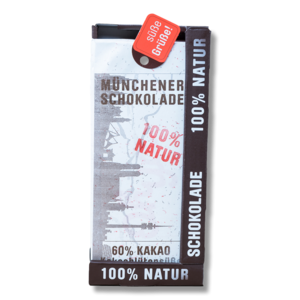 süße
Grüße!
MÜNCHENER
SCHOKOLADE
100%
NATUR
60% KAKAO
100% NATUR
SCHOKOLADE
100% NATUR